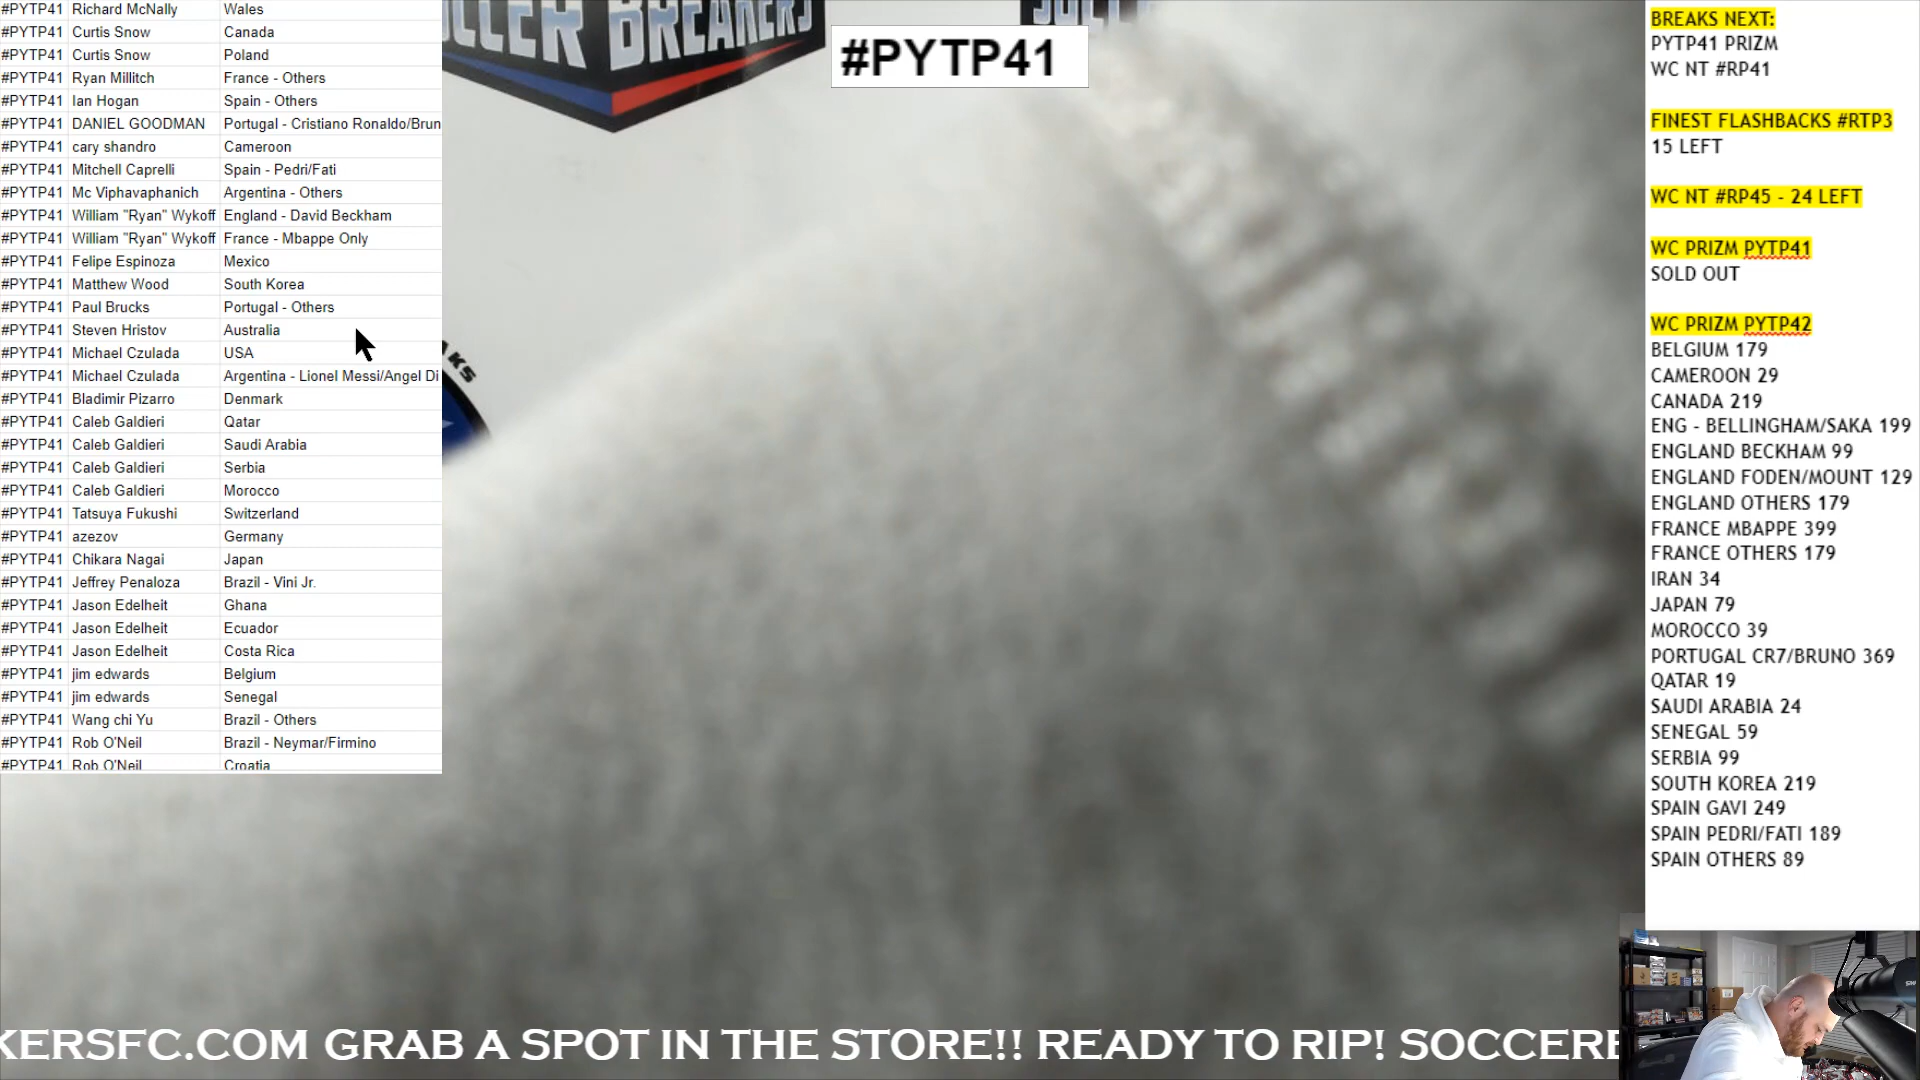 #PYTP41 Richard McNally Wales
#PYTP41 Curtis Snow Canada
#PYTP41 Curtis Snow Poland
#PYTP41 Ryan Millitch France - Others
#PYTP41 Ian Hogan Spain - Others
#PYTP41 DANIEL GOODMAN Portugal - Cristiano Ronaldo/Brun
#PYTP41 cary shandro Cameroon
#PYTP41 Mitchell Caprelli Spain - Pedri/Fati
#PYTP41 Mc Viphavaphanich Argentina - Others
#PYTP41 William "Ryan" Wykoff England - David Beckham
#PYTP41 William "Ryan" Wykoff France - Mbappe Only
#PYTP41 Felipe Espinoza Mexico
#PYTP41 Matthew Wood South Korea
#PYTP41 Paul Brucks Portugal - Others
#PYTP41 Steven Hristov Australia
#PYTP41 Michael Czulada USA
#PYTP41 Michael Czulada Argentina - Lionel Messi/Angel Di
#PYTP41 Bladimir Pizarro Denmark
#PYTP41 Caleb Galdieri Qatar
#PYTP41 Caleb Galdieri Saudi Arabia
#PYTP41 Caleb Galdieri Serbia
#PYTP41 Caleb Galdieri Morocco
#PYTP41 Tatsuya Fukushi Switzerland
#PYTP41 azezov Germany
#PYTP41 Chikara Nagai Japan
#PYTP41 Jeffrey Penaloza Brazil - Vini Jr.
#PYTP41 Jason Edelheit Ghana
#PYTP41 Jason Edelheit Ecuador
#PYTP41 Jason Edelheit Costa Rica
#PYTP41 jim edwards Belgium
#PYTP41 jim edwards Senegal
#PYTP41 Wang chi Yu Brazil - Others
#PYTP41 Rob O'Neil Brazil - Neymar/Firmino
#PYTP41 Rob O'Neil Croatia
CCER BREAKERS
#PYTP41
BREAKS NEXT:
PYTP41 PRIZM
WC NT #RP41
FINEST FLASHBACKS #RTP3
15 LEFT
WC NT #RP45 - 24 LEFT
WC PRIZM PYTP41
SOLD OUT
WC PRIZM PYTP42
BELGIUM 179
CAMEROON 29
CANADA 219
ENG - BELLINGHAM/SAKA 199
ENGLAND BECKHAM 99
ENGLAND FODEN/MOUNT 129
ENGLAND OTHERS 179
FRANCE MBAPPE 399
FRANCE OTHERS 179
IRAN 34
JAPAN 79
MOROCCO 39
PORTUGAL CR7/BRUNO 369
QATAR 19
SAUDI ARABIA 24
SENEGAL 59
SERBIA 99
SOUTH KOREA 219
SPAIN GAVI 249
SPAIN PEDRI/FATI 189
SPAIN OTHERS 89
KERSFC.COM GRAB A SPOT IN THE STORE!! READY TO RIP! SOCCERE